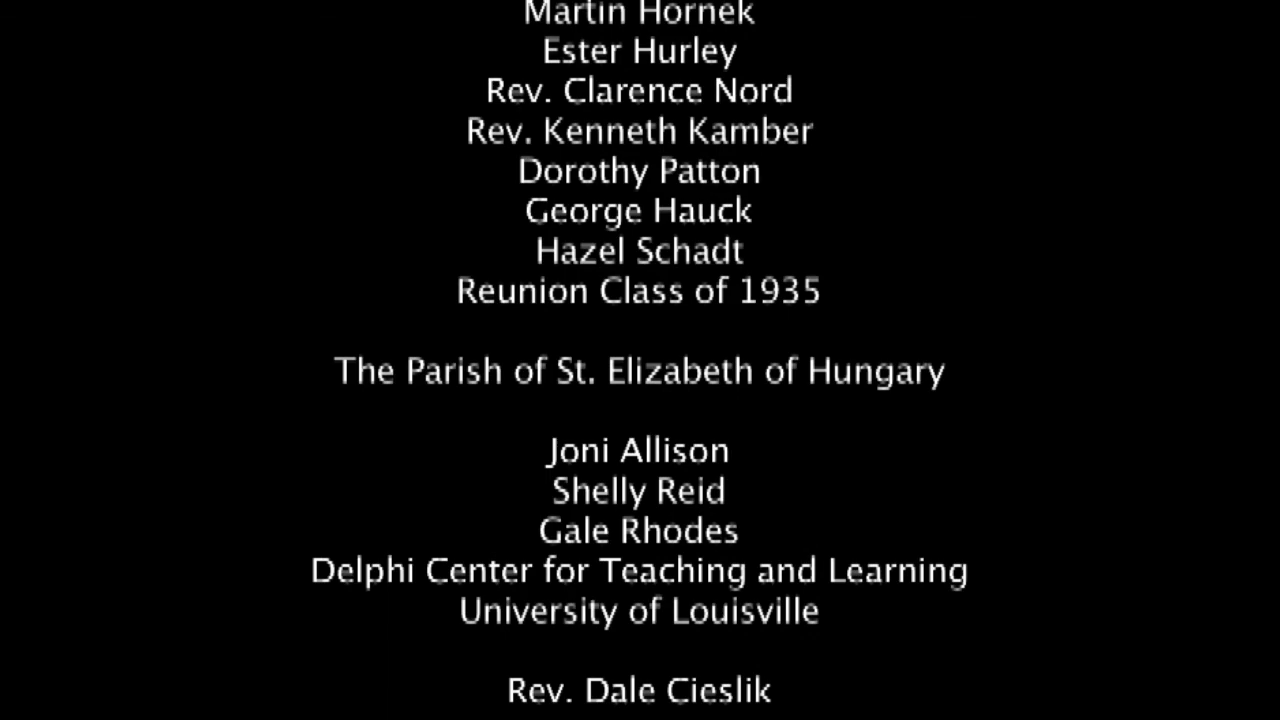 Martin Hornek
Ester Hurley
Rev. Clarence Nord
Rev. Kenneth Kamber
Dorothy Patton
George Hauck
Hazel Schadt
Reunion Class of 1935
The Parish of St. Elizabeth of Hungary
Joni Allison
Shelly Reid
Gale Rhodes
Delphi Center for Teaching and Learning
University of Louisville
Rev. Dale Cieslik